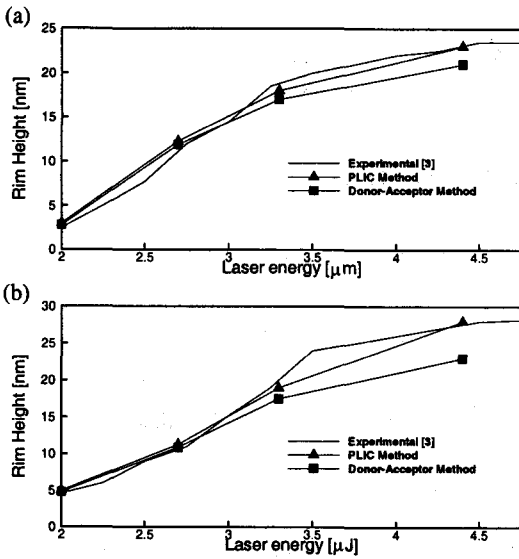 (a)
25
20
15
10
5
0
Rim Height [nm]
Experimental [3]
PLIC Method
Donor-Acceptor Method
2 2.5 3 3.5 4 4.5
Laser energy [μm]
(b)
30
25
20
15
10
5
0
Rim Height [nm]
Experimental [3]
PLIC Method
Donor-Acceptor Method
2 2.5 3 3.5 4 4.5
Laser energy [μJ]